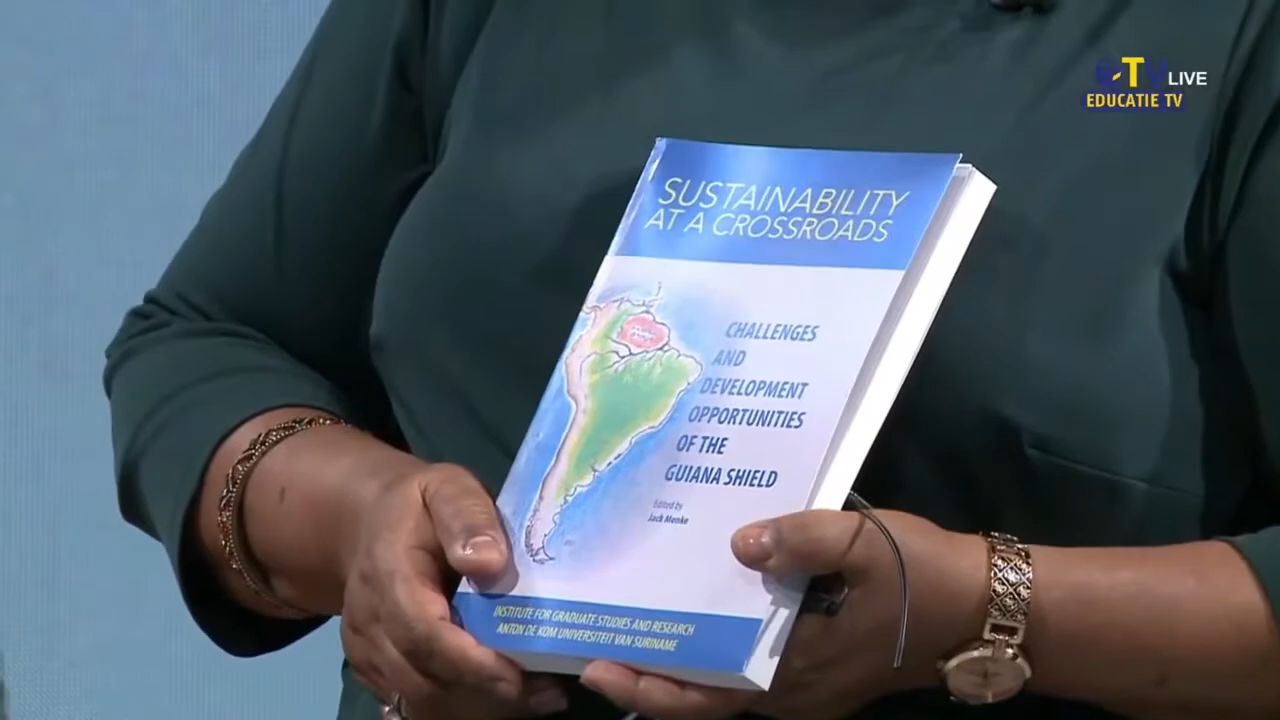 eTV LIVE
EDUCATIE TV
SUSTAINABILITY
AT A CROSSROADS
CHALLENGES
AND
DEVELOPMENT
OPPORTUNITIES
OF THE
GUIANA SHIELD
Edited by
Jack Menke
INSTITUTE FOR GRADUATE STUDIES AND RESEARCH
ANTON DE KOM UNIVERSITEIT VAN SURINAME